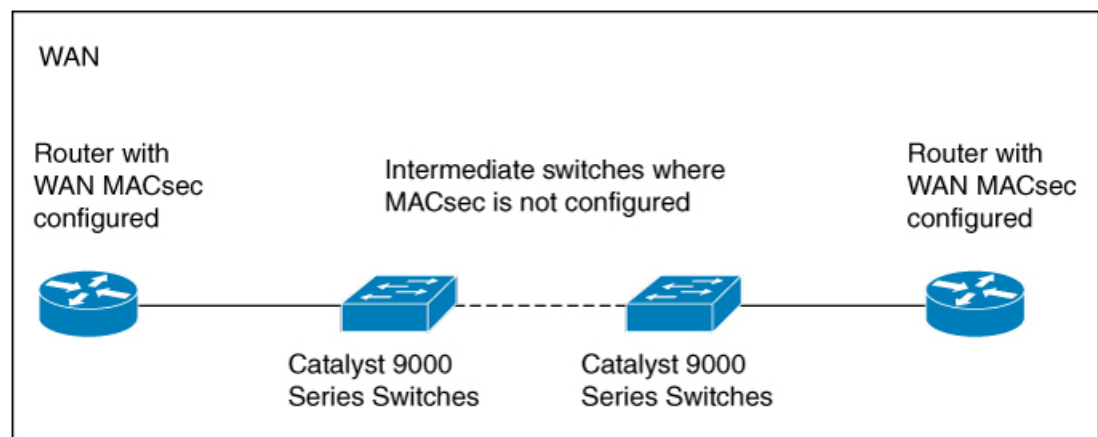 WAN
Router with
WAN MACsec
configured
Intermediate switches where
MACsec is not configured
Router with
WAN MACsec
configured
Catalyst 9000
Series Switches
Catalyst 9000
Series Switches